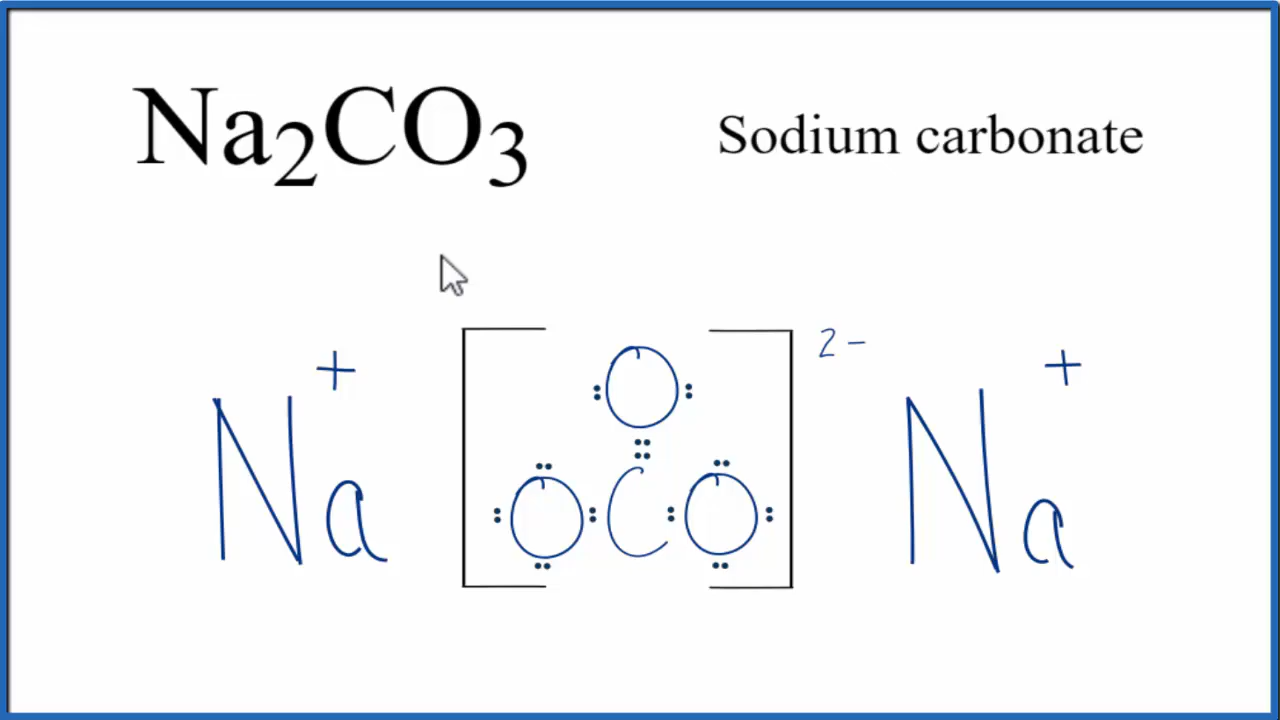 Na₂CO₃ Sodium carbonate
2-
+ +
O
Na O C O Na